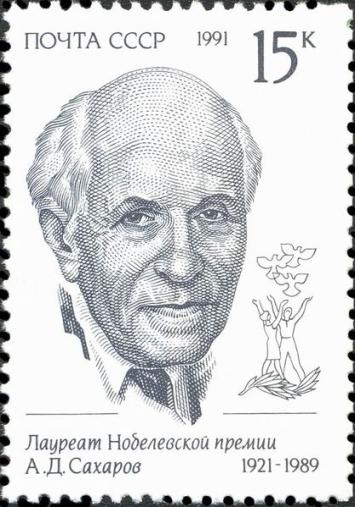 ПОЧТА СССР 1991 15К
Лауреат Нобелевской премии
А.Д. Сахаров 1921-1989